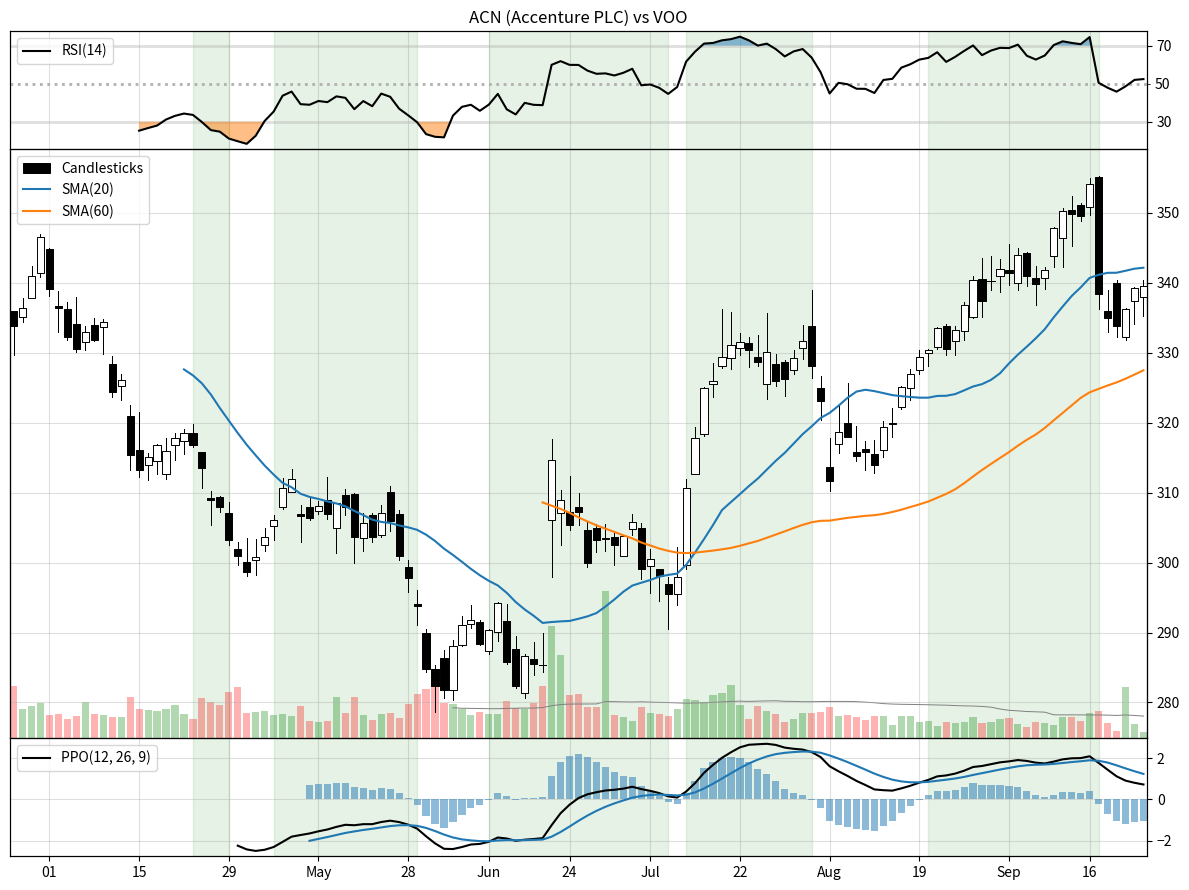 ACN (Accenture PLC) vs VOO
RSI(14)
70
50
30
Candlesticks
SMA(20)
SMA(60)
350
340
330
320
310
300
290
280
PPO(12, 26, 9)
2
0
−2
01 15 29 May 28 Jun 24 Jul 22 Aug 19 Sep 16